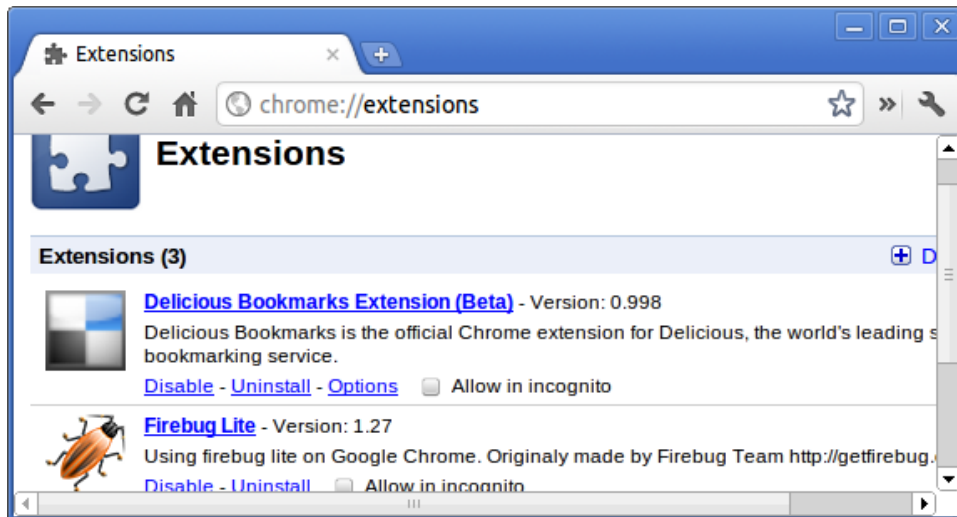 Extensions
chrome://extensions
Extensions
Extensions (3)
D
Delicious Bookmarks Extension (Beta) - Version: 0.998
Delicious Bookmarks is the official Chrome extension for Delicious, the world's leading s
bookmarking service.
Disable - Uninstall - Options Allow in incognito
Firebug Lite - Version: 1.27
Using firebug lite on Google Chrome. Originaly made by Firebug Team http://getfirebug.
Disable - Uninstall Allow in incognito